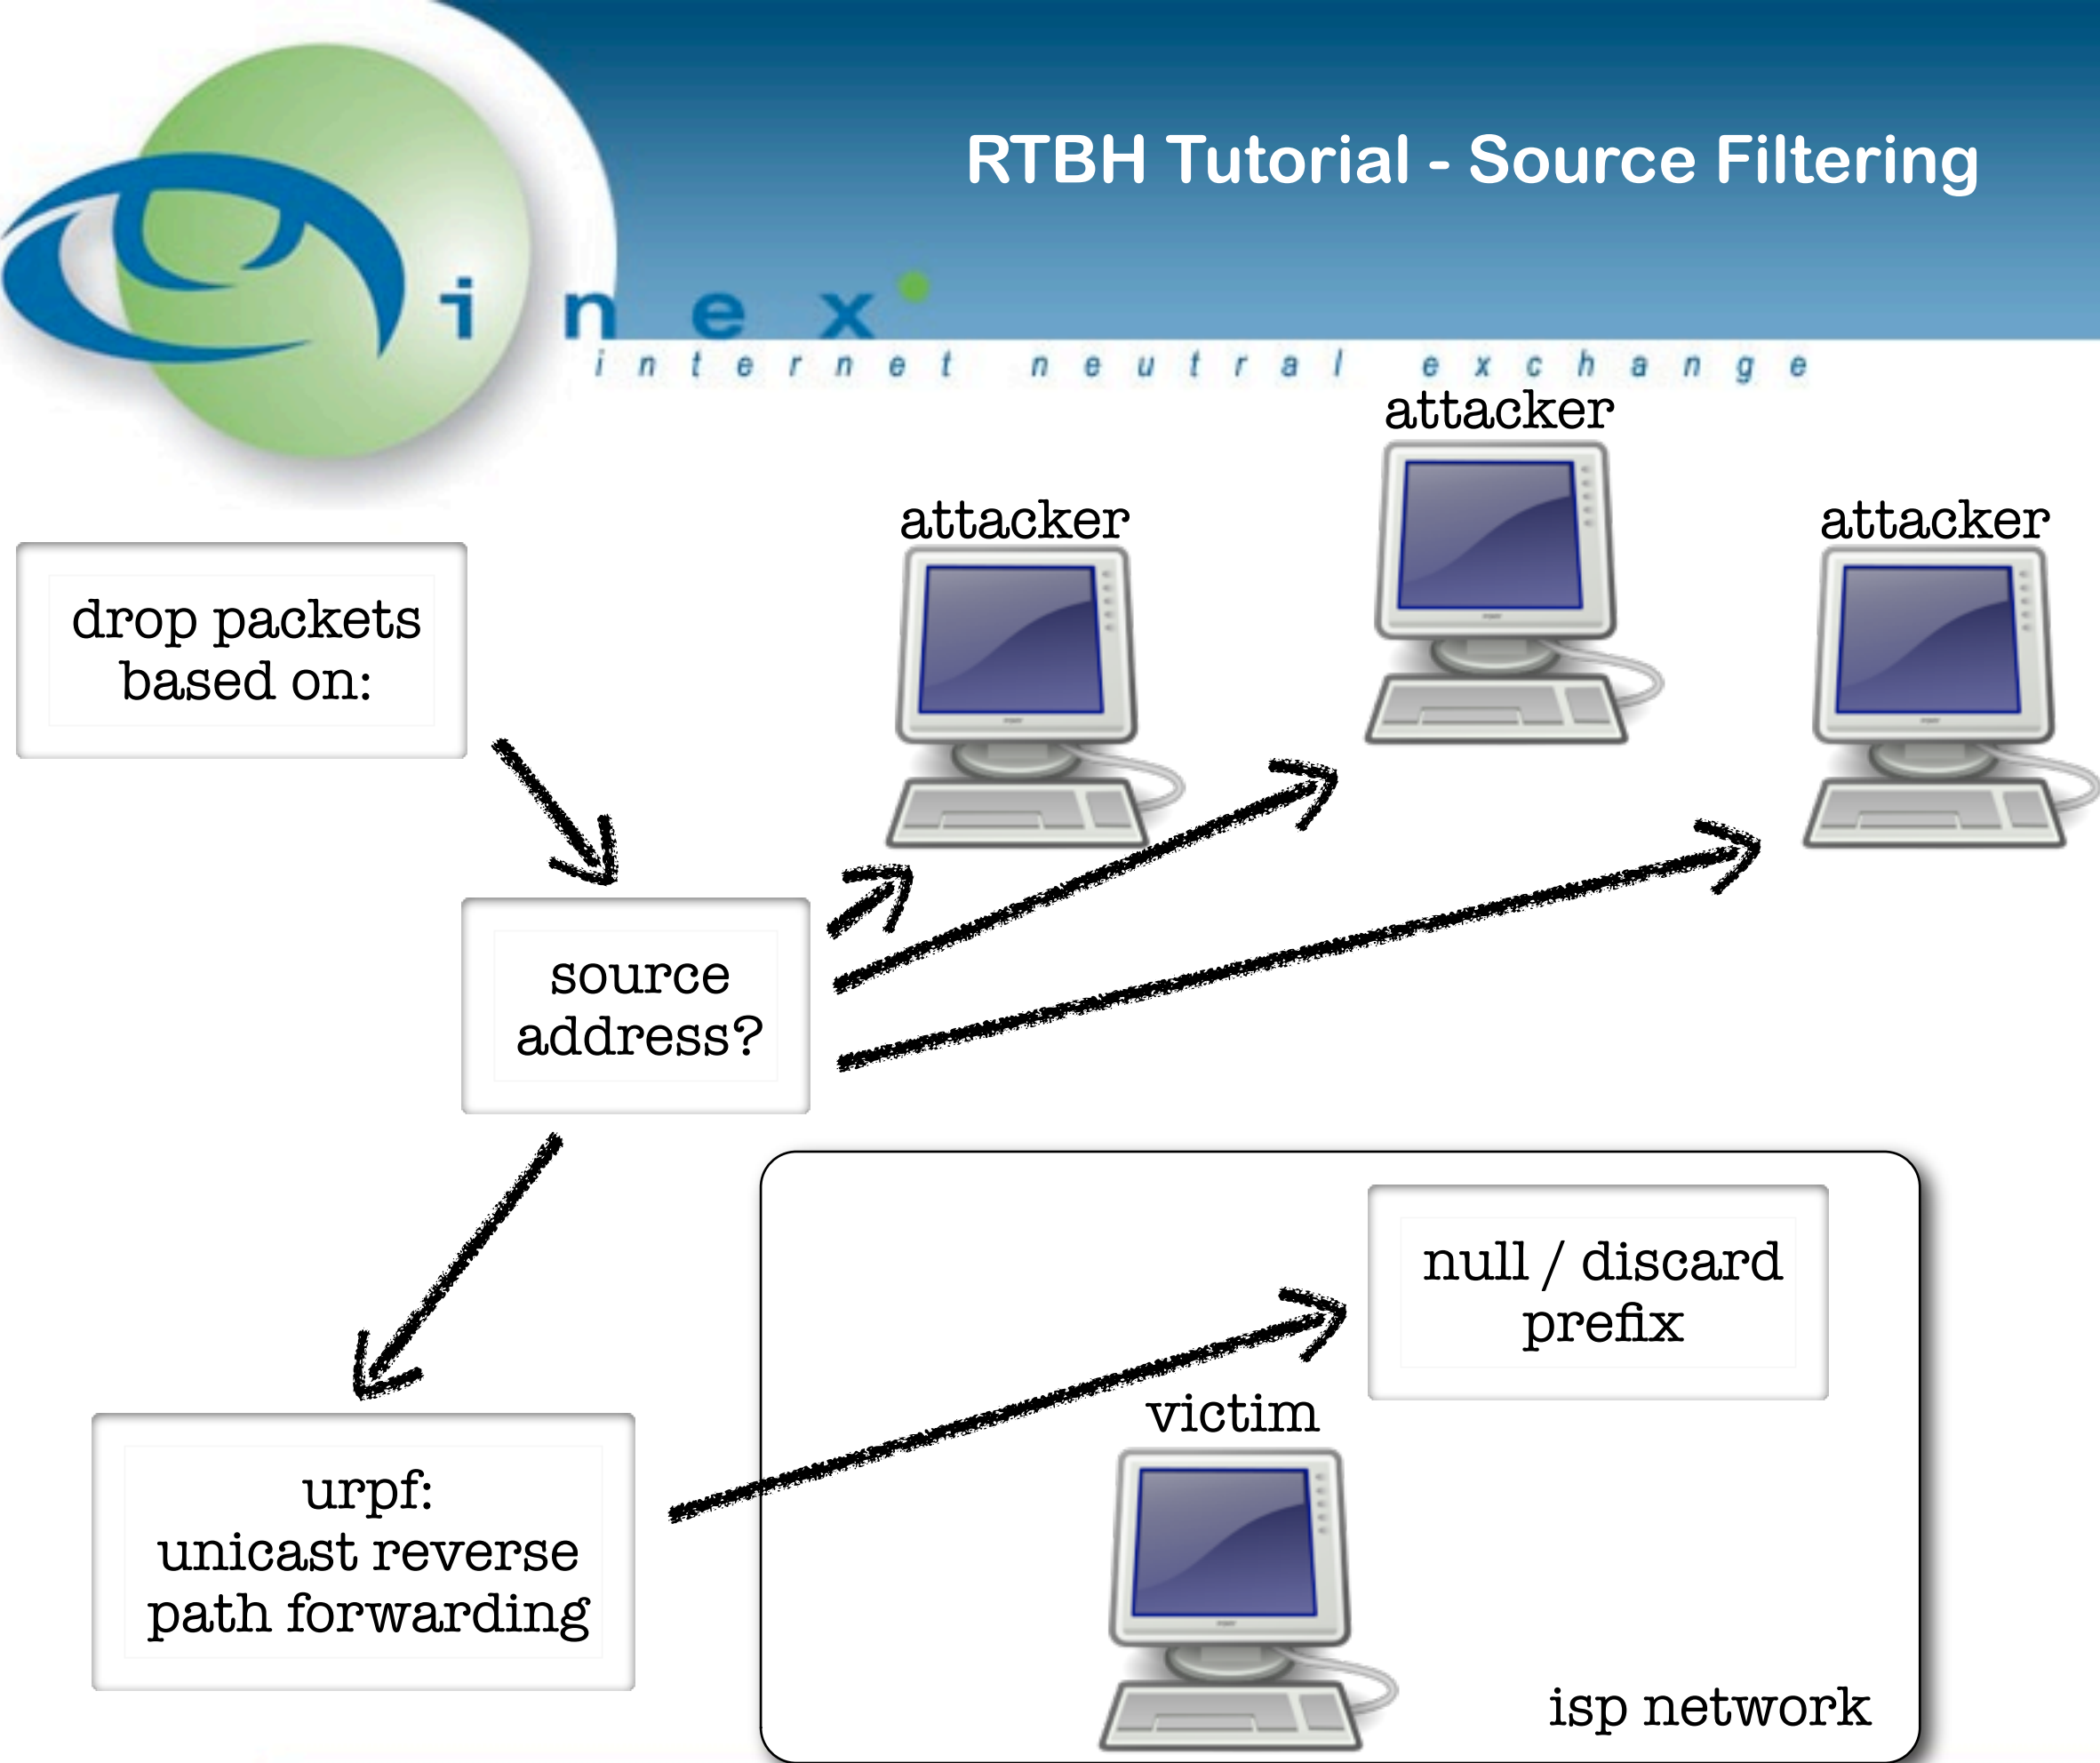 RTBH Tutorial - Source Filtering
inex
internet neutral exchange
attacker
attacker
attacker
drop packets
based on:
source
address?
null / discard
prefix
victim
urpf:
unicast reverse
path forwarding
isp network